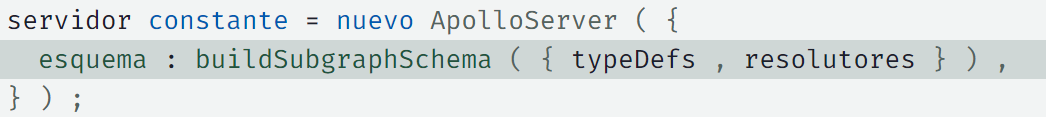 servidor constante = nuevo ApolloServer ( {
esquema : buildSubgraphSchema ( { typeDefs , resolutores } ) ,
} ) ;